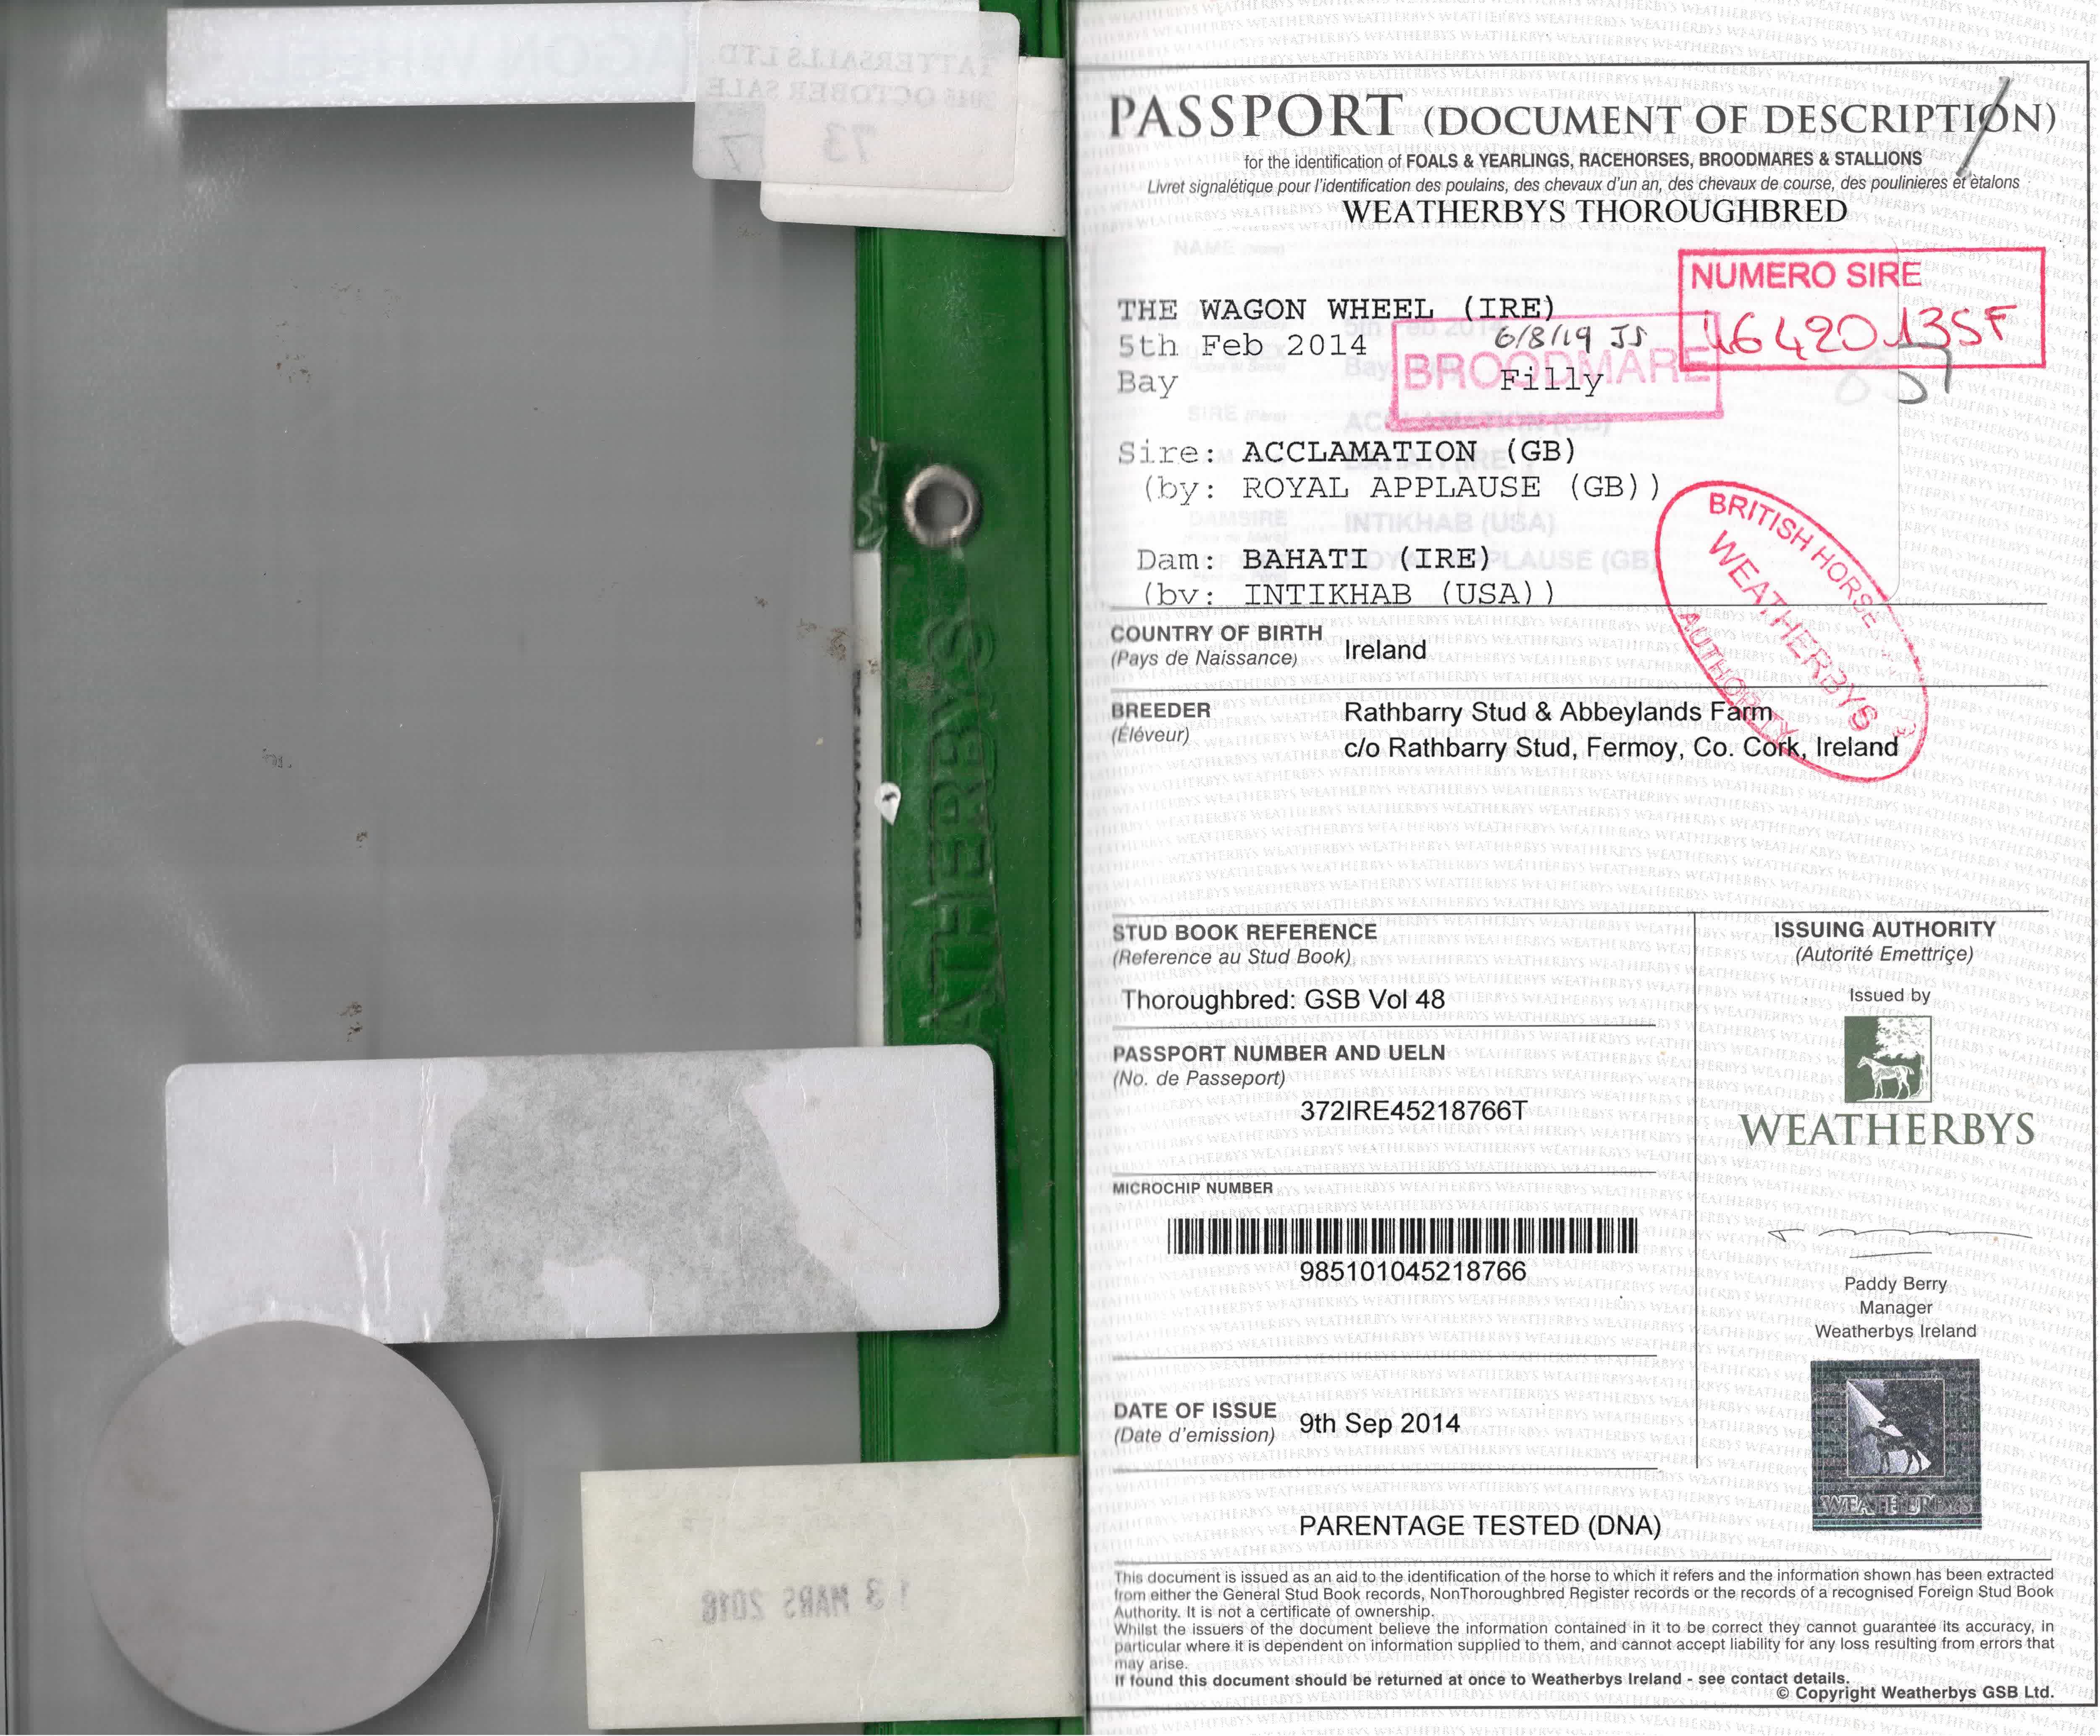 TATTERSALLS LTD.
OCTOBER SALE
73
13 MARS 2018
PASSPORT (DOCUMENT OF DESCRIPTION)
for the identification of FOALS & YEARLINGS, RACEHORSES, BROODMARES & STALLIONS
Livret signalétique pour l'identification des poulains, des chevaux d'un an, des chevaux de course, des poulinieres et ètalons
WEATHERBYS THOROUGHBRED
NUMERO SIRE
THE WAGON WHEEL (IRE)
5th Feb 2014
6/8/19 JS
BROODMARE
Bay Filly
Sire: ACCLAMATION (GB)
(by: ROYAL APPLAUSE (GB))
Dam: BAHATI (IRE)
(by: INTIKHAB (USA))
BRITISH HORSE
WEATHERBYS
AUTHORITY
COUNTRY OF BIRTH
(Pays de Naissance)
Ireland
BREEDER
(Éléveur)
Rathbarry Stud & Abbeylands Farm
c/o Rathbarry Stud, Fermoy, Co. Cork, Ireland
STUD BOOK REFERENCE
(Reference au Stud Book)
Thoroughbred: GSB Vol 48
PASSPORT NUMBER AND UELN
(No. de Passeport)
372IRE45218766T
MICROCHIP NUMBER
985101045218766
DATE OF ISSUE
(Date d'emission)
9th Sep 2014
PARENTAGE TESTED (DNA)
ISSUING AUTHORITY
(Autorité Emettriçe)
Issued by
WEATHERBYS
Paddy Berry
Manager
Weatherbys Ireland
WEATHERBYS
This document is issued as an aid to the identification of the horse to which it refers and the information shown has been extracted
from either the General Stud Book records, NonThoroughbred Register records or the records of a recognised Foreign Stud Book
Authority. It is not a certificate of ownership.
Whilst the issuers of the document believe the information contained in it to be correct they cannot guarantee its accuracy, in
particular where it is dependent on information supplied to them, and cannot accept liability for any loss resulting from errors that
may arise.
If found this document should be returned at once to Weatherbys Ireland - see contact details.
© Copyright Weatherbys GSB Ltd.